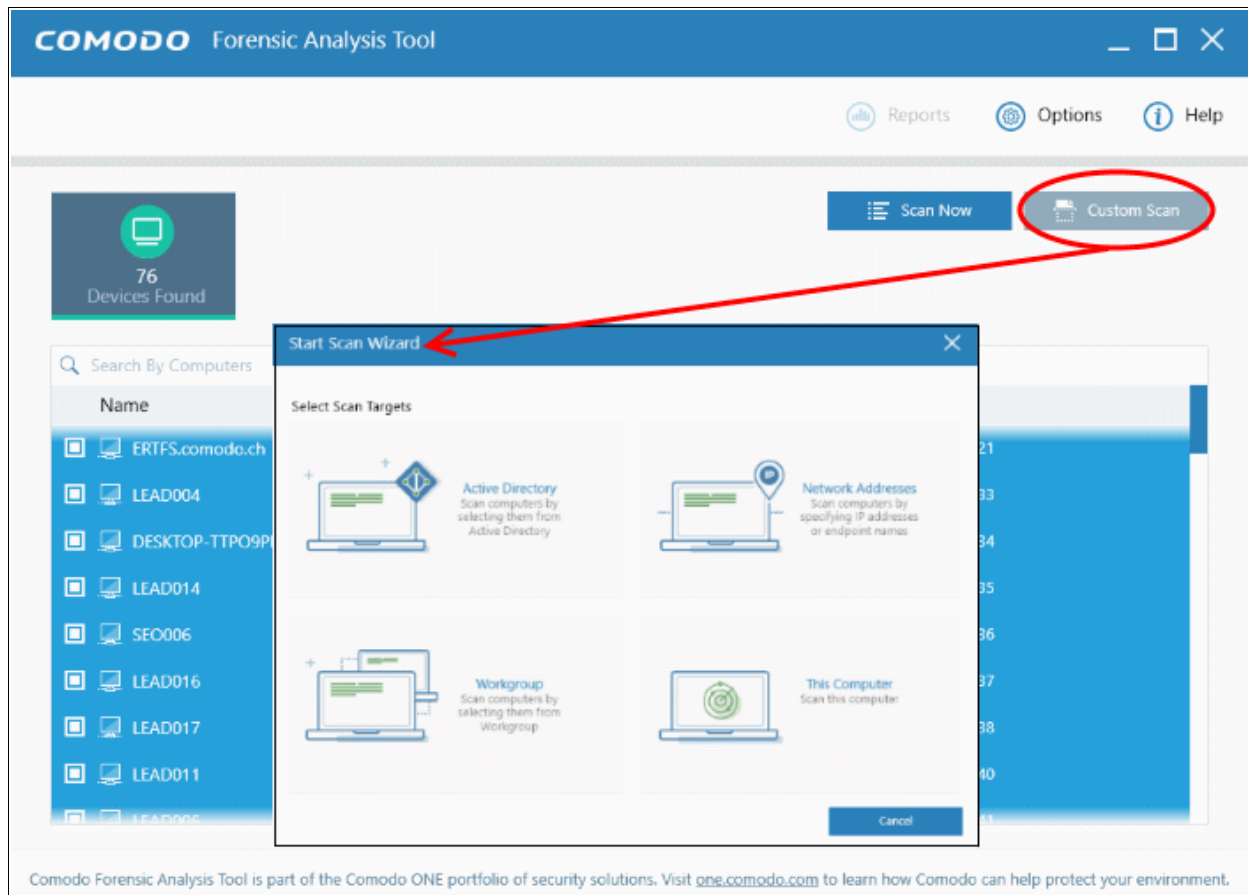 COMODO Forensic Analysis Tool
Reports Options Help
Scan Now Custom Scan
76
Devices Found
Search By Computers
Name
ERTFS.comodo.ch 21
LEAD004 33
34
LEAD014 35
SEO006 36
LEAD016 37
LEAD017 38
LEAD011 40
Start Scan Wizard
Select Scan Targets
Active Directory
Scan computers by
selecting them from
Active Directory
Network Addresses
Scan computers by
specifying IP addresses
or endpoint names
Workgroup
Scan computers by
selecting them from
Workgroup
This Computer
Scan this computer
Cancel
Comodo Forensic Analysis Tool is part of the Comodo ONE portfolio of security solutions. Visit one.comodo.com to learn how Comodo can help protect your environment.